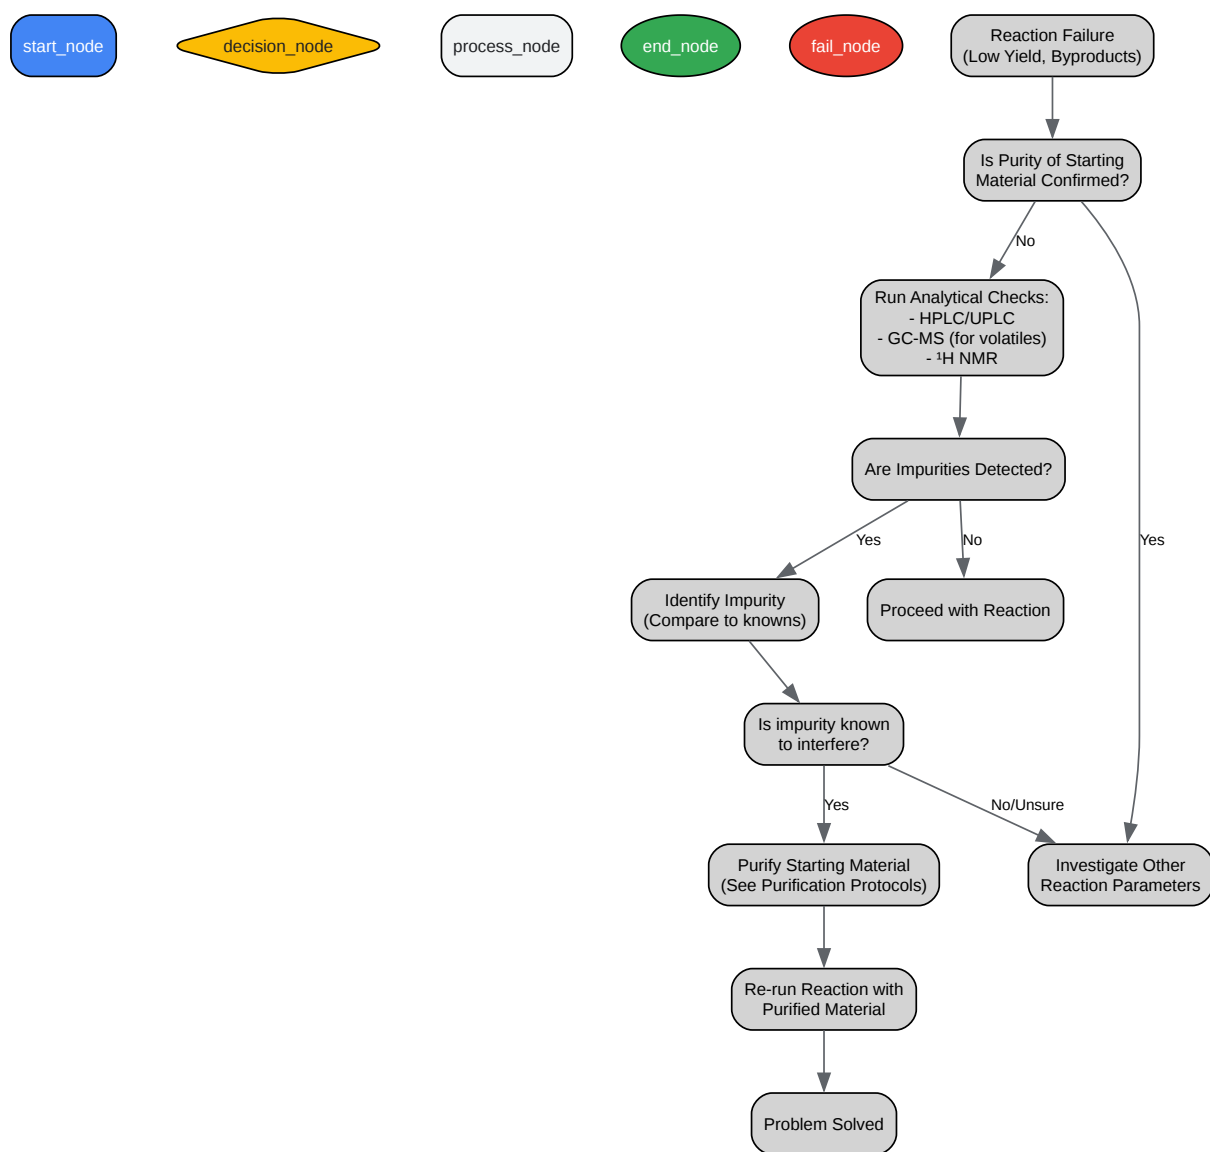 start_node
decision_node
process_node
end_node
fail_node
Reaction Failure
(Low Yield, Byproducts)
Is Purity of Starting
Material Confirmed?
No
Run Analytical Checks:
- HPLC/UPLC
- GC-MS (for volatiles)
- ¹H NMR
Are Impurities Detected?
Yes
No
Yes
Identify Impurity
(Compare to knowns)
Proceed with Reaction
Is impurity known
to interfere?
Yes
No/Unsure
Purify Starting Material
(See Purification Protocols)
Investigate Other
Reaction Parameters
Re-run Reaction with
Purified Material
Problem Solved